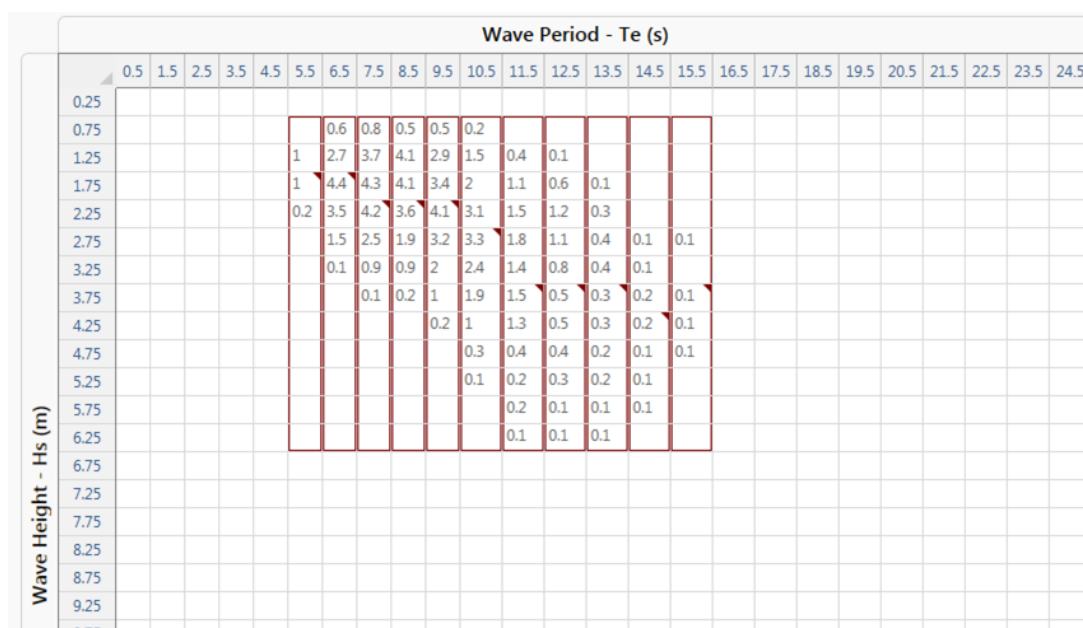 Wave Period - Te (s)
0.5 1.5 2.5 3.5 4.5 5.5 6.5 7.5 8.5 9.5 10.5 11.5 12.5 13.5 14.5 15.5 16.5 17.5 18.5 19.5 20.5 21.5 22.5 23.5 24.5
Wave Height - Hs (m)
0.25
0.75 0.6 0.8 0.5 0.5 0.2
1.25 1 2.7 3.7 4.1 2.9 1.5 0.4 0.1
1.75 1 4.4 4.3 4.1 3.4 2 1.1 0.6 0.1
2.25 0.2 3.5 4.2 3.6 4.1 3.1 1.5 1.2 0.3
2.75 1.5 2.5 1.9 3.2 3.3 1.8 1.1 0.4 0.1 0.1
3.25 0.1 0.9 0.9 2 2.4 1.4 0.8 0.4 0.1
3.75 0.1 0.2 1 1.9 1.5 0.5 0.3 0.2 0.1
4.25 0.2 1 1.3 0.5 0.3 0.2 0.1
4.75 0.3 0.4 0.4 0.2 0.1 0.1
5.25 0.1 0.2 0.3 0.2 0.1
5.75 0.2 0.1 0.1 0.1
6.25 0.1 0.1 0.1
6.75
7.25
7.75
8.25
8.75
9.25